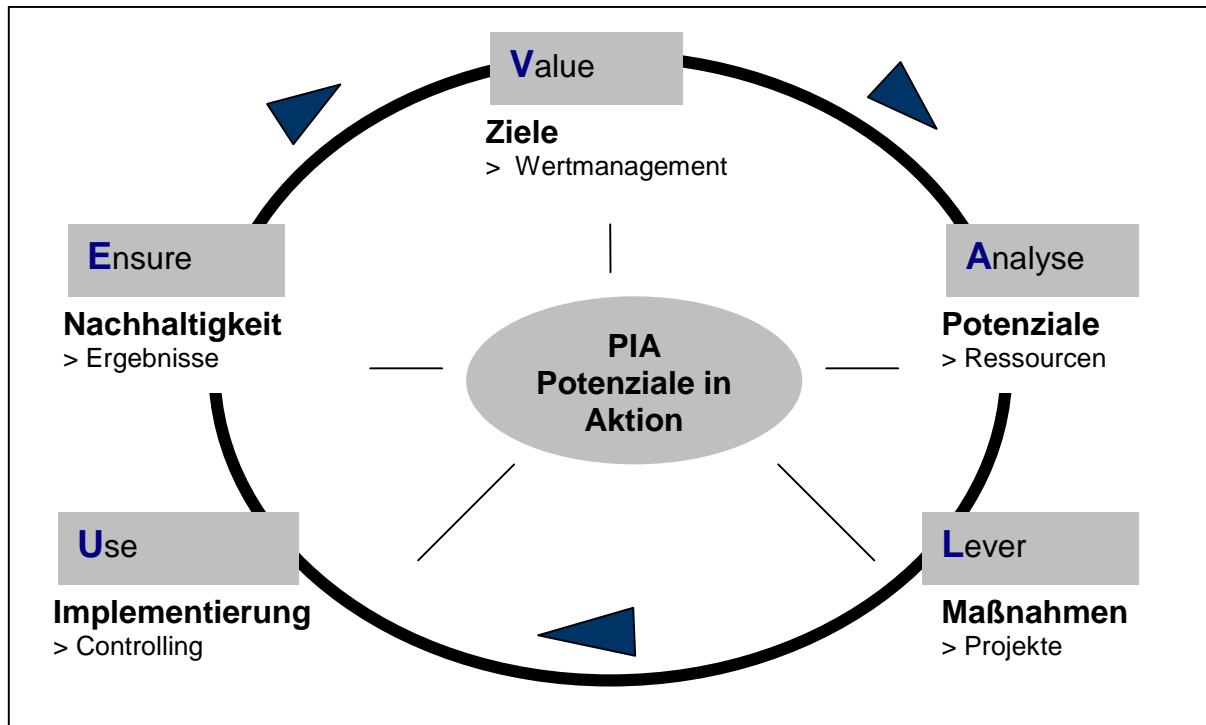 Value
Ziele
> Wertmanagement
Analyse
Potenziale
> Ressourcen
Lever
Maßnahmen
> Projekte
Use
Implementierung
> Controlling
Ensure
Nachhaltigkeit
> Ergebnisse
PIA
Potenziale in
Aktion